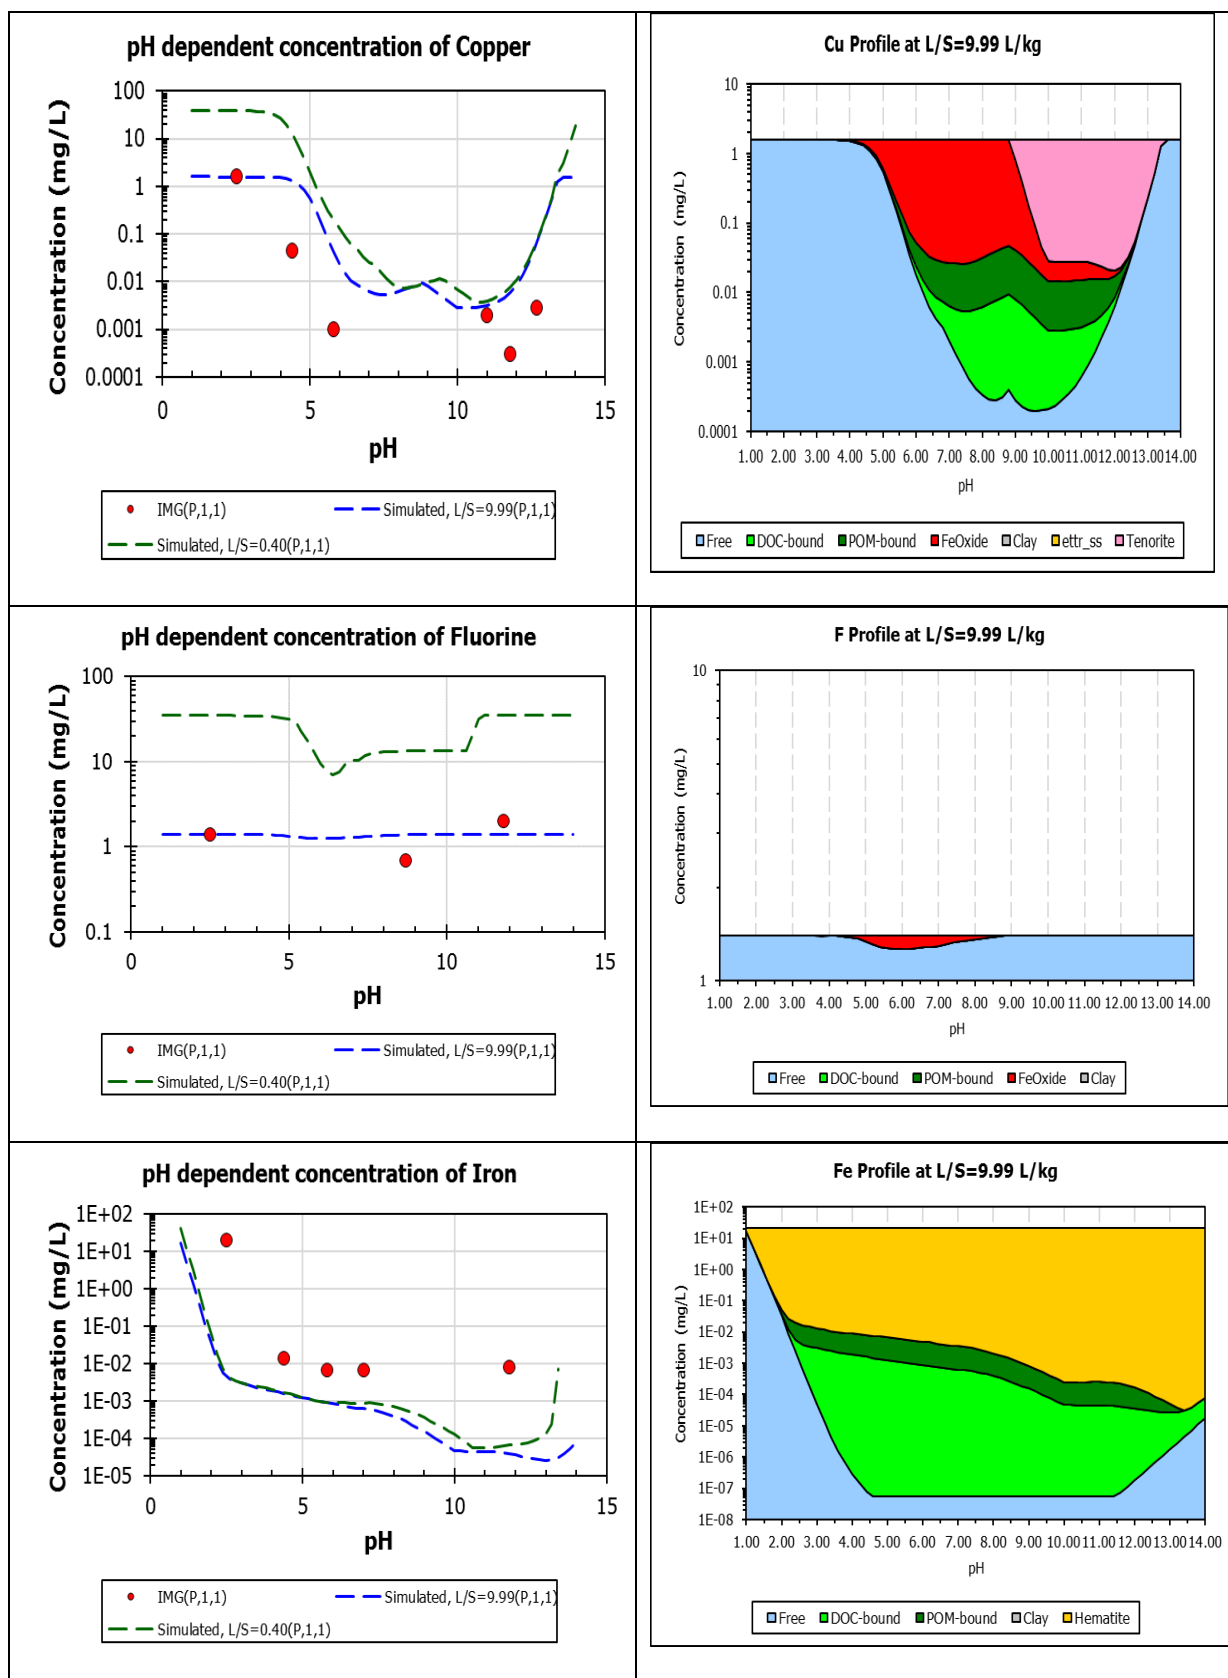 pH dependent concentration of Copper
Concentration (mg/L)
100
10
1
0.1
0.01
0.001
0.0001
0
5
10
15
pH
IMG(P,1,1)
Simulated, L/S=9.99(P,1,1)
Simulated, L/S=0.40(P,1,1)
Cu Profile at L/S=9.99 L/kg
Concentration (mg/L)
10
1
0.1
0.01
0.001
0.0001
1.00 2.00 3.00 4.00 5.00 6.00 7.00 8.00 9.00 10.00 11.00 12.00 13.00 14.00
pH
Free DOC-bound POM-bound FeOxide Clay ettr_ss Tenorite
pH dependent concentration of Fluorine
Concentration (mg/L)
100
10
1
0.1
0
5
10
15
pH
IMG(P,1,1)
Simulated, L/S=9.99(P,1,1)
Simulated, L/S=0.40(P,1,1)
F Profile at L/S=9.99 L/kg
Concentration (mg/L)
10
1
1.00 2.00 3.00 4.00 5.00 6.00 7.00 8.00 9.00 10.00 11.00 12.00 13.00 14.00
pH
Free DOC-bound POM-bound FeOxide Clay
pH dependent concentration of Iron
Concentration (mg/L)
1E+02
1E+01
1E+00
1E-01
1E-02
1E-03
1E-04
1E-05
0
5
10
15
pH
IMG(P,1,1)
Simulated, L/S=9.99(P,1,1)
Simulated, L/S=0.40(P,1,1)
Fe Profile at L/S=9.99 L/kg
Concentration (mg/L)
1E+02
1E+01
1E+00
1E-01
1E-02
1E-03
1E-04
1E-05
1E-06
1E-07
1E-08
1.00 2.00 3.00 4.00 5.00 6.00 7.00 8.00 9.00 10.00 11.00 12.00 13.00 14.00
pH
Free DOC-bound POM-bound Clay Hematite